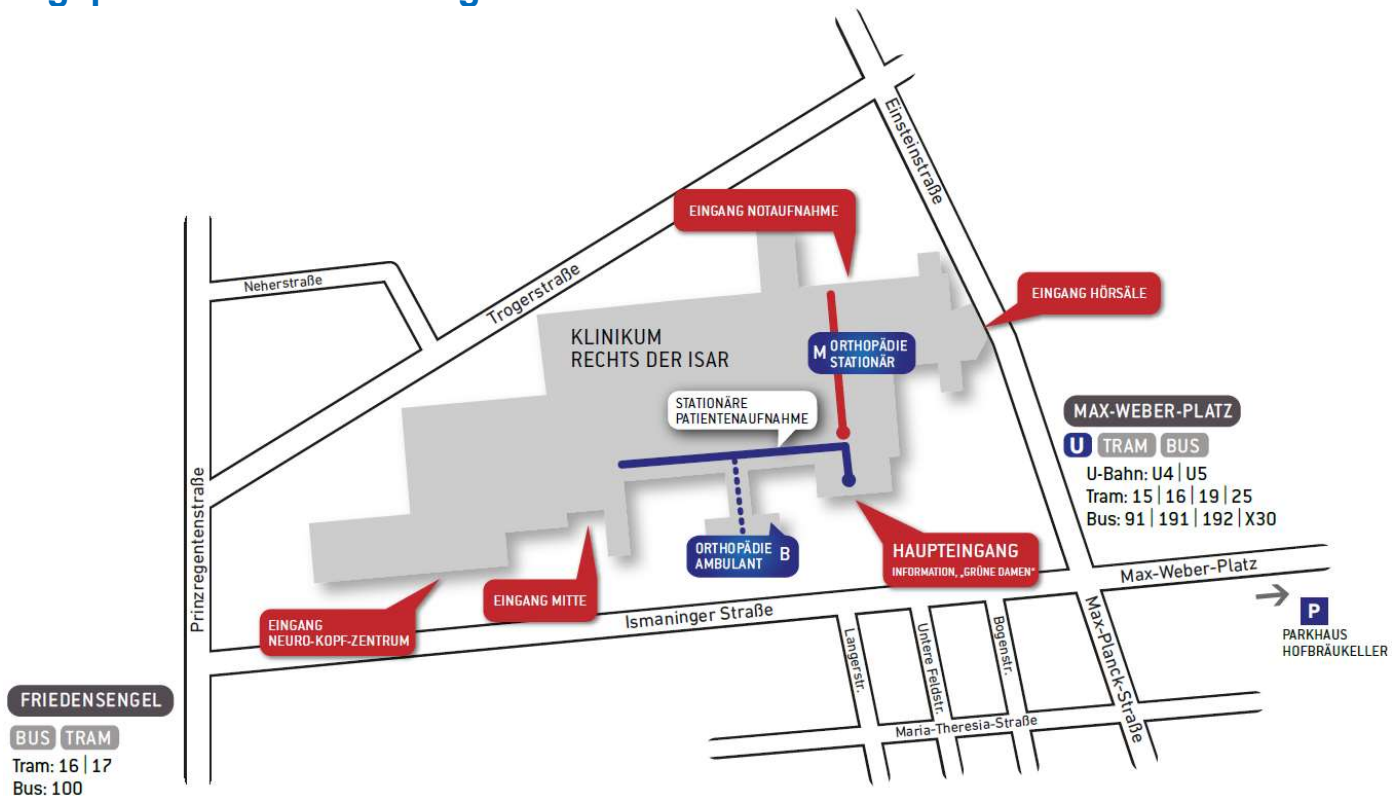 Einsteinstraße
EINGANG NOTAUFNAHME
Neherstraße
Trogerstraße
EINGANG HÖRSÄLE
KLINIKUM
RECHTS DER ISAR
M ORTHOPÄDIE
STATIONÄR
STATIONÄRE
PATIENTENAUFNAHME
MAX-WEBER-PLATZ
U TRAM BUS
U-Bahn: U4 | U5
Tram: 15 | 16 | 19 | 25
Bus: 91 | 191 | 192 | X30
Prinzregentenstraße
ORTHOPÄDIE B
AMBULANT
HAUPTEINGANG
INFORMATION, „GRÜNE DAMEN“
EINGANG MITTE
EINGANG
NEURO-KOPF-ZENTRUM
Ismaninger Straße
Max-Weber-Platz
P
PARKHAUS
HOFBRÄUKELLER
Langerstr.
Untere Feldstr.
Bogenstr.
Max-Planck-Straße
Maria-Theresia-Straße
FRIEDENSENGEL
BUS TRAM
Tram: 16 | 17
Bus: 100